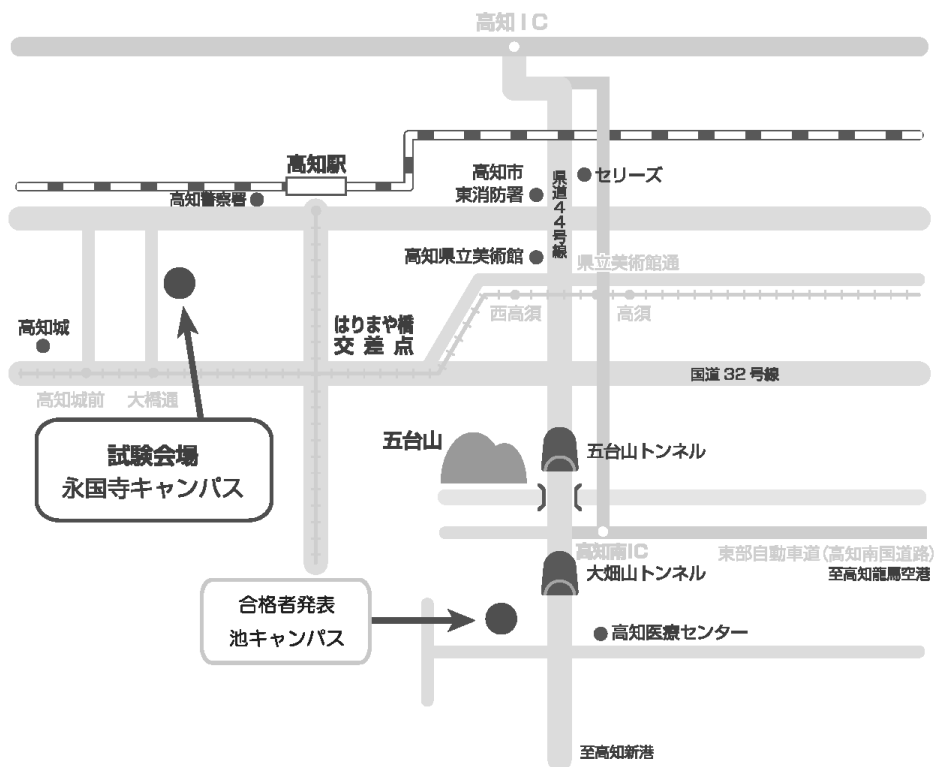 高知IC
高知駅
高知市
東消防署
県道44号線
セリーズ
高知警察署
高知県立美術館
県立美術館通
西高須
高須
高知城
はりまや橋
交差点
国道32号線
高知城前
大橋通
試験会場
永国寺キャンパス
五台山
五台山トンネル
高知南IC
東部自動車道(高知南国道路)
至高知龍馬空港
大畑山トンネル
合格者発表
池キャンパス
高知医療センター
至高知新港